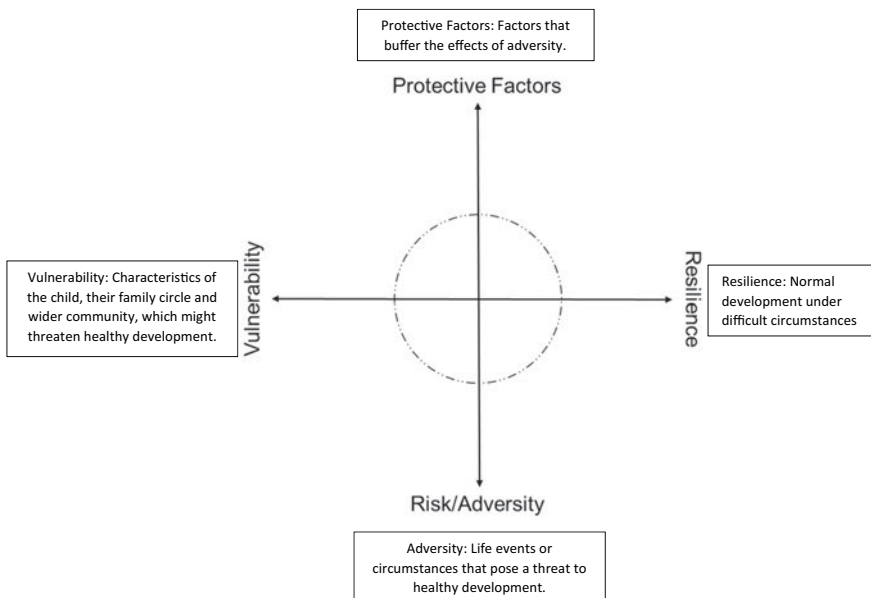 Protective Factors: Factors that
buffer the effects of adversity.
Protective Factors
Vulnerability: Characteristics of
the child, their family circle and
wider community, which might
threaten healthy development.
Vulnerability
Resilience
Resilience: Normal
development under
difficult circumstances
Risk/Adversity
Adversity: Life events or
circumstances that pose a threat to
healthy development.